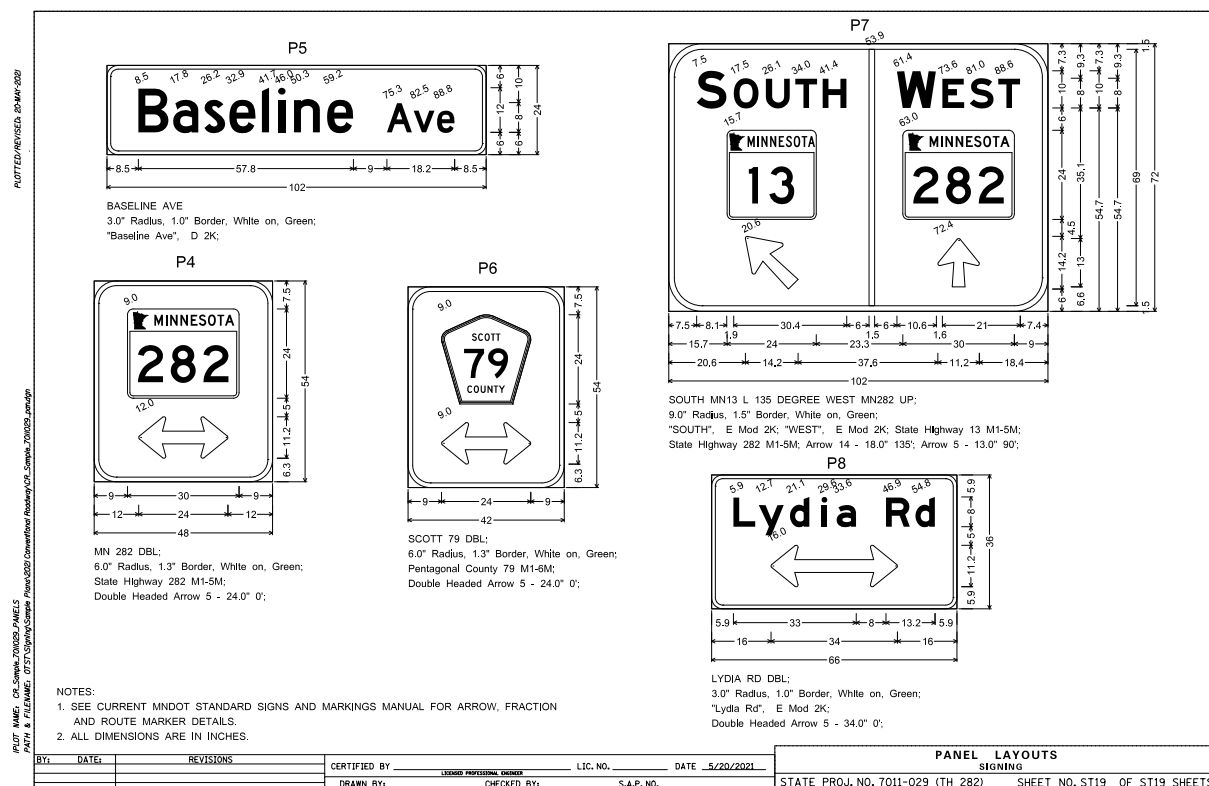 P5
8.5 17.8 26.2 32.9 41.7 46.0 50.3 59.2
75.3 82.5 88.8
Baseline Ave
6 12 6
10 8 6
24
8.5 57.8 9 18.2 8.5
102
BASELINE AVE
3.0" Radius, 1.0" Border, White on, Green;
"Baseline Ave", D 2K;
P7
53.9
7.5 17.5 26.1 34.0 41.4
61.4 73.6 81.0 88.6
SOUTH WEST
15.7
63.0
MINNESOTA
13
MINNESOTA
282
20.6
72.4
7.3 10 6 24 4.5 14.2 6
9.3 8 35.1 13 6.6
7.3 10 54.7
9.3 8 54.7
1.5 69 1.5
72
7.5 8.1 1.9 30.4 6 1.5 6 10.6 1.6 21 7.4
15.7 24 23.3 30 9
20.6 14.2 37.6 11.2 18.4
102
SOUTH MN13 L 135 DEGREE WEST MN282 UP;
9.0" Radius, 1.5" Border, White on, Green;
"SOUTH", E Mod 2K; "WEST", E Mod 2K; State Highway 13 M1-5M;
State Highway 282 M1-5M; Arrow 14 - 18.0" 135'; Arrow 5 - 13.0" 90';
P4
9.0
MINNESOTA
282
12.0
7.5 24 5 11.2 6.3
54
9 30 9
12 24 12
48
MN 282 DBL;
6.0" Radius, 1.3" Border, White on, Green;
State Highway 282 M1-5M;
Double Headed Arrow 5 - 24.0" 0';
P6
9.0
SCOTT
79
COUNTY
9.0
7.5 24 5 11.2 6.3
54
9 24 9
42
SCOTT 79 DBL;
6.0" Radius, 1.3" Border, White on, Green;
Pentagonal County 79 M1-6M;
Double Headed Arrow 5 - 24.0" 0';
P8
5.9 12.7 21.1 29.6 33.6 46.9 54.8
Lydia Rd
16.0
5.9 8 5 11.2 5.9
36
5.9 33 8 13.2 5.9
16 34 16
66
LYDIA RD DBL;
3.0" Radius, 1.0" Border, White on, Green;
"Lydia Rd", E Mod 2K;
Double Headed Arrow 5 - 34.0" 0';
NOTES:
1. SEE CURRENT MNDOT STANDARD SIGNS AND MARKINGS MANUAL FOR ARROW, FRACTION
AND ROUTE MARKER DETAILS.
2. ALL DIMENSIONS ARE IN INCHES.
PLOTTED/REVISED: 20-MAY-2021
BY: DATE: REVISIONS
CERTIFIED BY LIC. NO. DATE 5/20/2021
LICENSED PROFESSIONAL ENGINEER
DRAWN BY: CHECKED BY: S.A.P. NO.
PANEL LAYOUTS
SIGNING
STATE PROJ. NO. 7011-029 (TH 282) SHEET NO. ST19 OF ST19 SHEETS